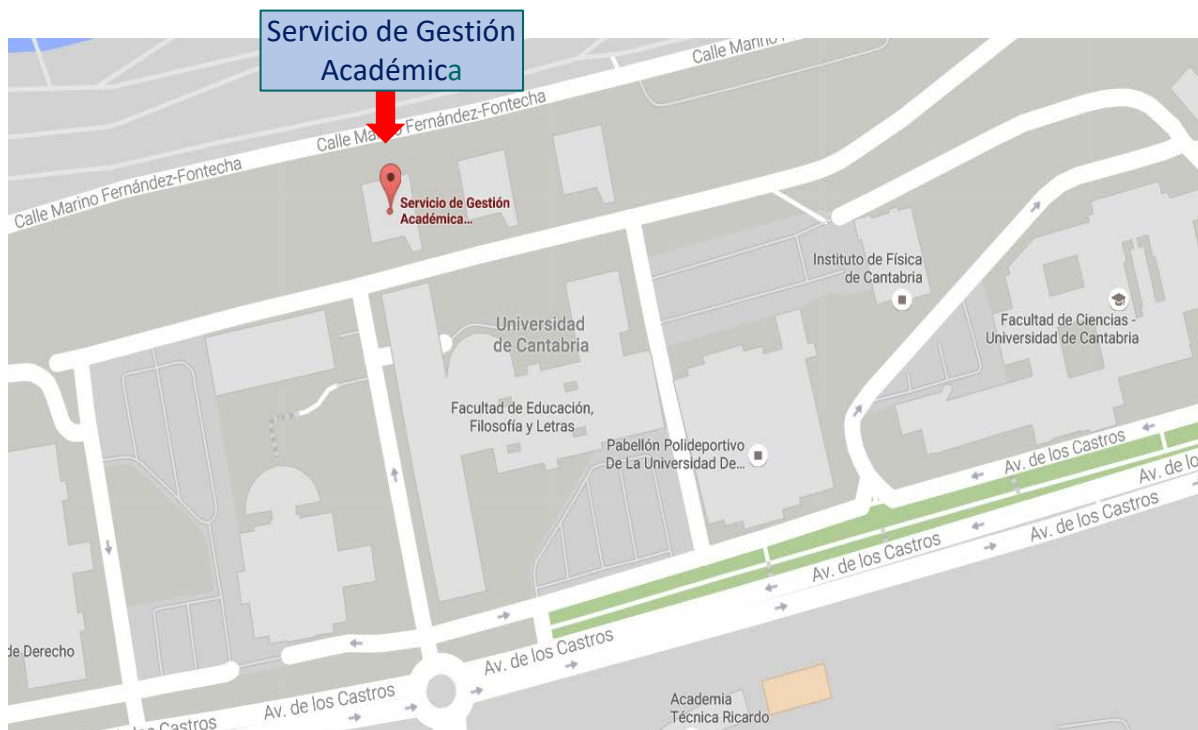 Servicio de Gestión
Académica
Calle Marino Fernández-Fontecha
Calle Marino Fernández-Fontecha
Calle Marino
Servicio de Gestión
Académica...
Instituto de Física
de Cantabria
Facultad de Ciencias -
Universidad de Cantabria
Universidad
de Cantabria
Facultad de Educación,
Filosofía y Letras
Pabellón Polideportivo
De La Universidad De...
Av. de los Castros
Av. de lo
Av. de los Castros
Av. de los Castros
Av. de los Castros
Av. de los Castros
s Castros
de Derecho
Academia
Técnica Ricardo